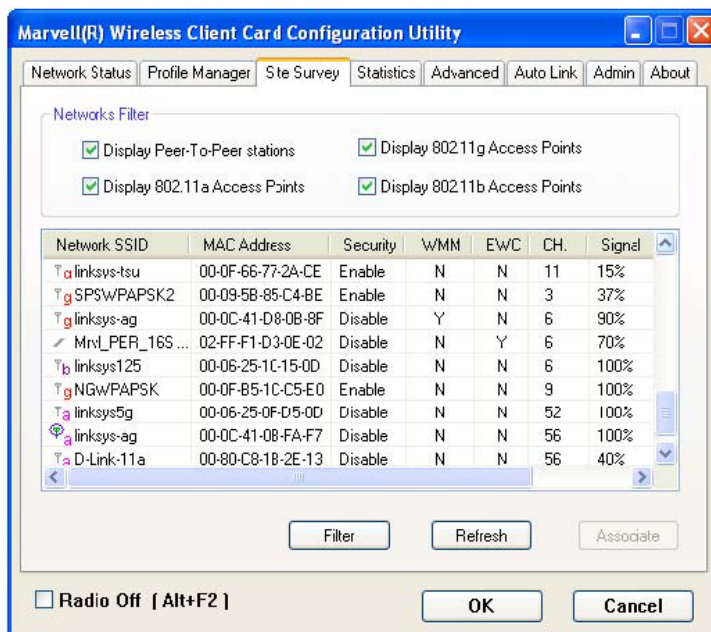 Marvell(R) Wireless Client Card Configuration Utility
Network Status Profile Manager Site Survey Statistics Advanced Auto Link Admin About
Networks Filter
Display Peer-To-Peer stations Display 802.11g Access Points
Display 802.11a Access Points Display 802.11b Access Points
Network SSID MAC Address Security WMM EWC CH. Signal
g linksys-tsu 00-0F-66-77-2A-CE Enable N N 11 15%
g SPSWPAPSK2 00-09-5B-85-C4-BE Enable N N 3 37%
g linksys-ag 00-0C-41-D8-0B-8F Disable Y N 6 90%
Mrvl_PER_16S ... 02-FF-F1-D3-0E-02 Disable N Y 6 70%
b linksys125 00-06-25-1C-15-0D Disable N N 6 100%
g NGWPAPSK 00-0F-B5-1C-C5-E0 Enable N N 9 100%
a linksys5g 00-06-25-0F-D5-0D Disable N N 52 100%
a linksys-ag 00-0C-41-0B-FA-F7 Disable N N 56 100%
a D-Link-11a 00-80-C8-1B-2E-13 Disable N N 56 40%
Filter Refresh Associate
Radio Off [ Alt+F2 ] OK Cancel